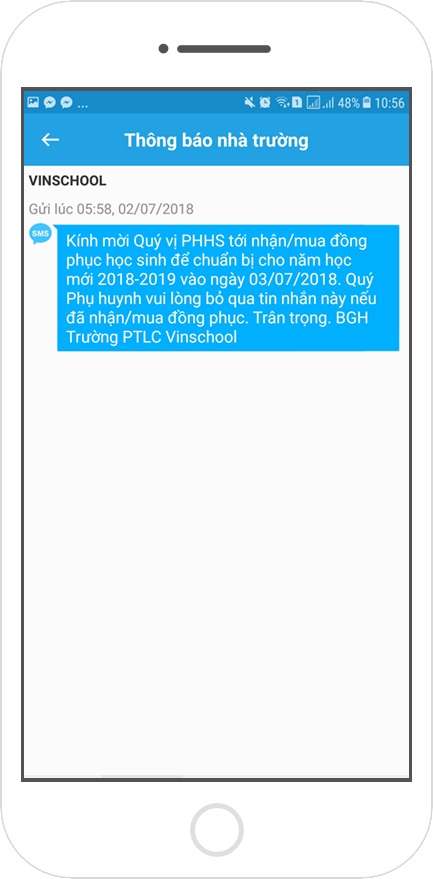 ... 48% 10:56
Thông báo nhà trường
VINSCHOOL
Gửi lúc 05:58, 02/07/2018
SMS
Kính mời Quý vị PHHS tới nhận/mua đồng
phục học sinh để chuẩn bị cho năm học
mới 2018-2019 vào ngày 03/07/2018. Quý
Phụ huynh vui lòng bỏ qua tin nhắn này nếu
đã nhận/mua đồng phục. Trân trọng. BGH
Trường PTLC Vinschool